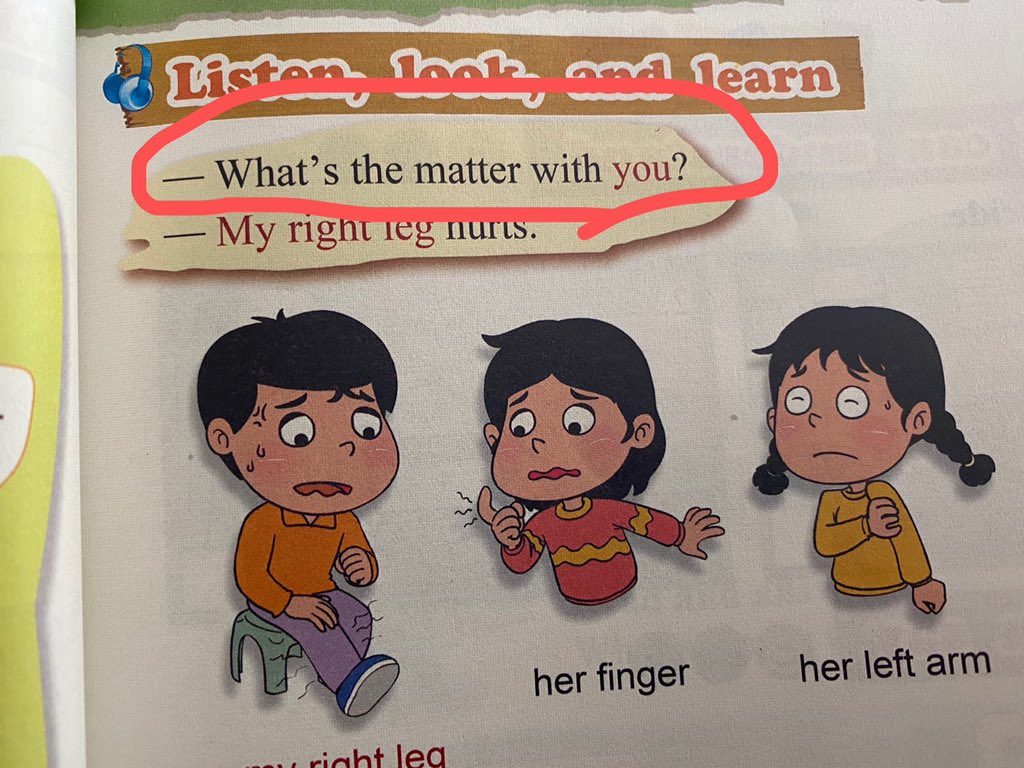 Listen, look, and learn
— What's the matter with you?
— My right leg hurts.
her finger
her left arm
my right leg